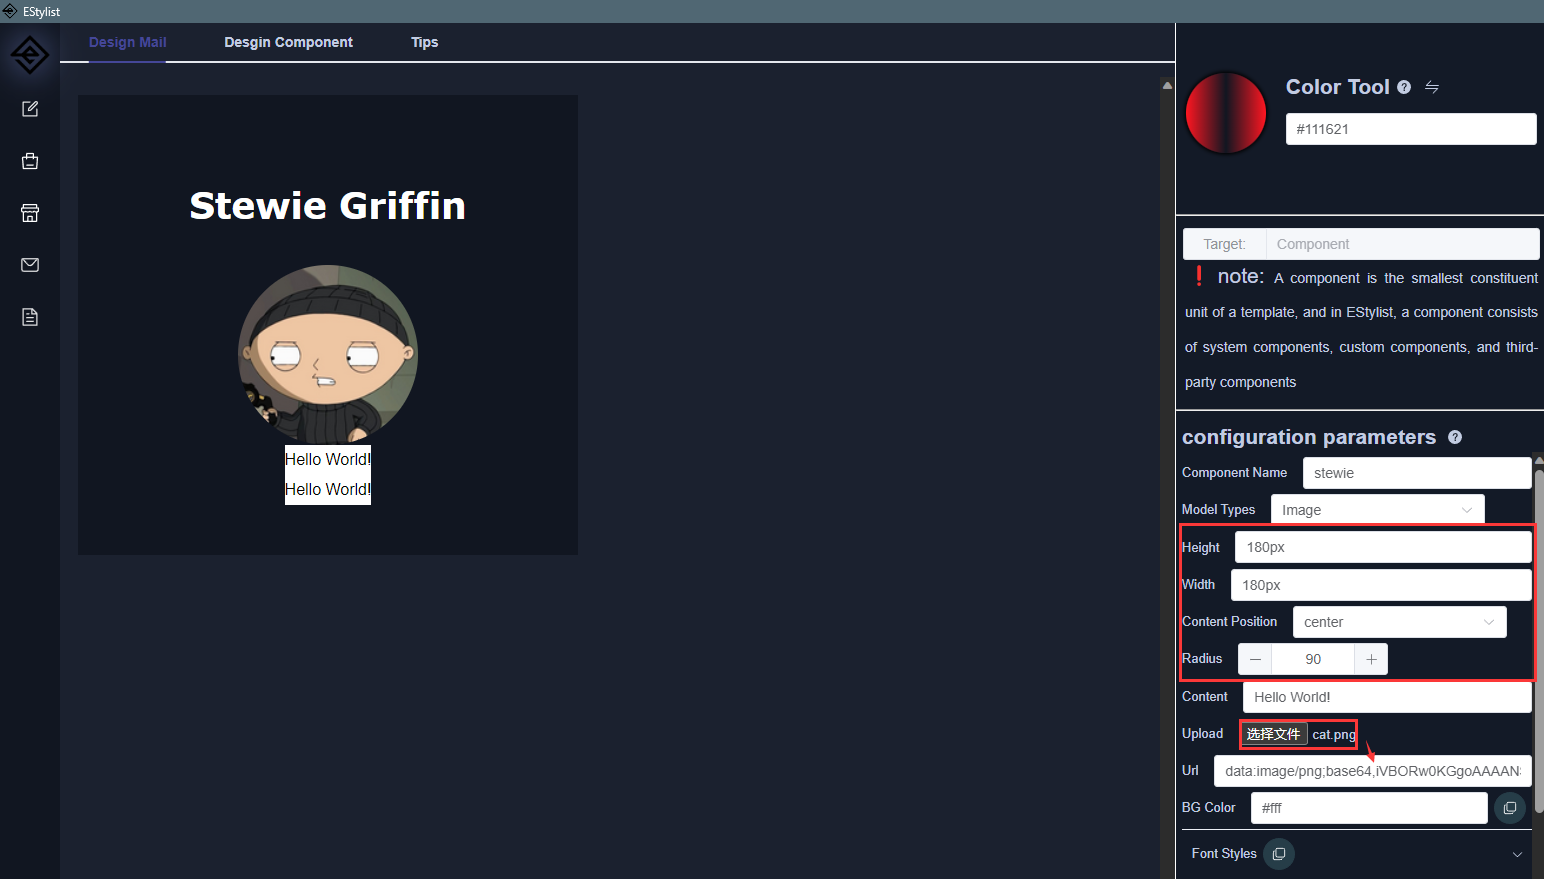 EStylist
Design Mail
Desgin Component
Tips
Stewie Griffin
Hello World!
Hello World!
Color Tool
#111621
Target:
Component
❗ note: A component is the smallest constituent
unit of a template, and in EStylist, a component consists
of system components, custom components, and third-
party components
configuration parameters
Component Name
stewie
Model Types
Image
Height
180px
Width
180px
Content Position
center
Radius
90
Content
Hello World!
Upload
选择文件 cat.png
Url
data:image/png;base64,iVBORw0KGgoAAAANS
BG Color
#fff
Font Styles